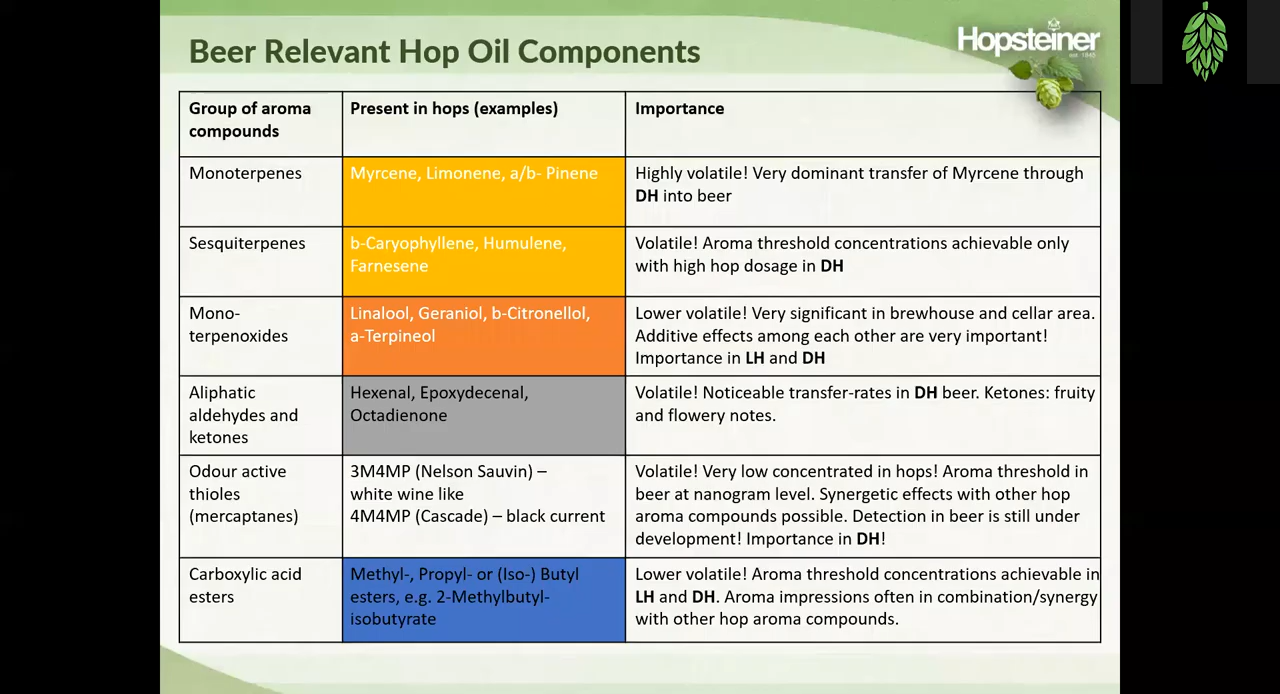 Beer Relevant Hop Oil Components
Hopsteiner
est. 1845
Group of aroma
compounds
Present in hops (examples)
Importance
Monoterpenes
Myrcene, Limonene, a/b- Pinene
Highly volatile! Very dominant transfer of Myrcene through
DH into beer
Sesquiterpenes
b-Caryophyllene, Humulene,
Farnesene
Volatile! Aroma threshold concentrations achievable only
with high hop dosage in DH
Mono-
terpenoxides
Linalool, Geraniol, b-Citronellol,
a-Terpineol
Lower volatile! Very significant in brewhouse and cellar area.
Additive effects among each other are very important!
Importance in LH and DH
Aliphatic
aldehydes and
ketones
Hexenal, Epoxydecenal,
Octadienone
Volatile! Noticeable transfer-rates in DH beer. Ketones: fruity
and flowery notes.
Odour active
thioles
(mercaptanes)
3M4MP (Nelson Sauvin) –
white wine like
4M4MP (Cascade) – black current
Volatile! Very low concentrated in hops! Aroma threshold in
beer at nanogram level. Synergetic effects with other hop
aroma compounds possible. Detection in beer is still under
development! Importance in DH!
Carboxylic acid
esters
Methyl-, Propyl- or (Iso-) Butyl
esters, e.g. 2-Methylbutyl-
isobutyrate
Lower volatile! Aroma threshold concentrations achievable in
LH and DH. Aroma impressions often in combination/synergy
with other hop aroma compounds.